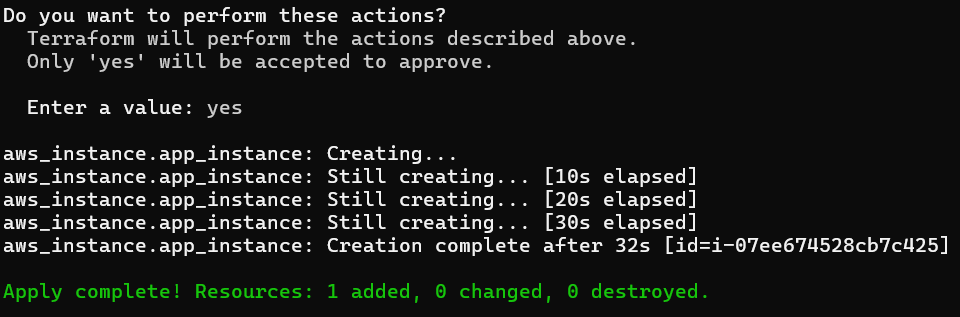 Do you want to perform these actions?
Terraform will perform the actions described above.
Only 'yes' will be accepted to approve.
Enter a value: yes
aws_instance.app_instance: Creating...
aws_instance.app_instance: Still creating... [10s elapsed]
aws_instance.app_instance: Still creating... [20s elapsed]
aws_instance.app_instance: Still creating... [30s elapsed]
aws_instance.app_instance: Creation complete after 32s [id=i-07ee674528cb7c425]
Apply complete! Resources: 1 added, 0 changed, 0 destroyed.